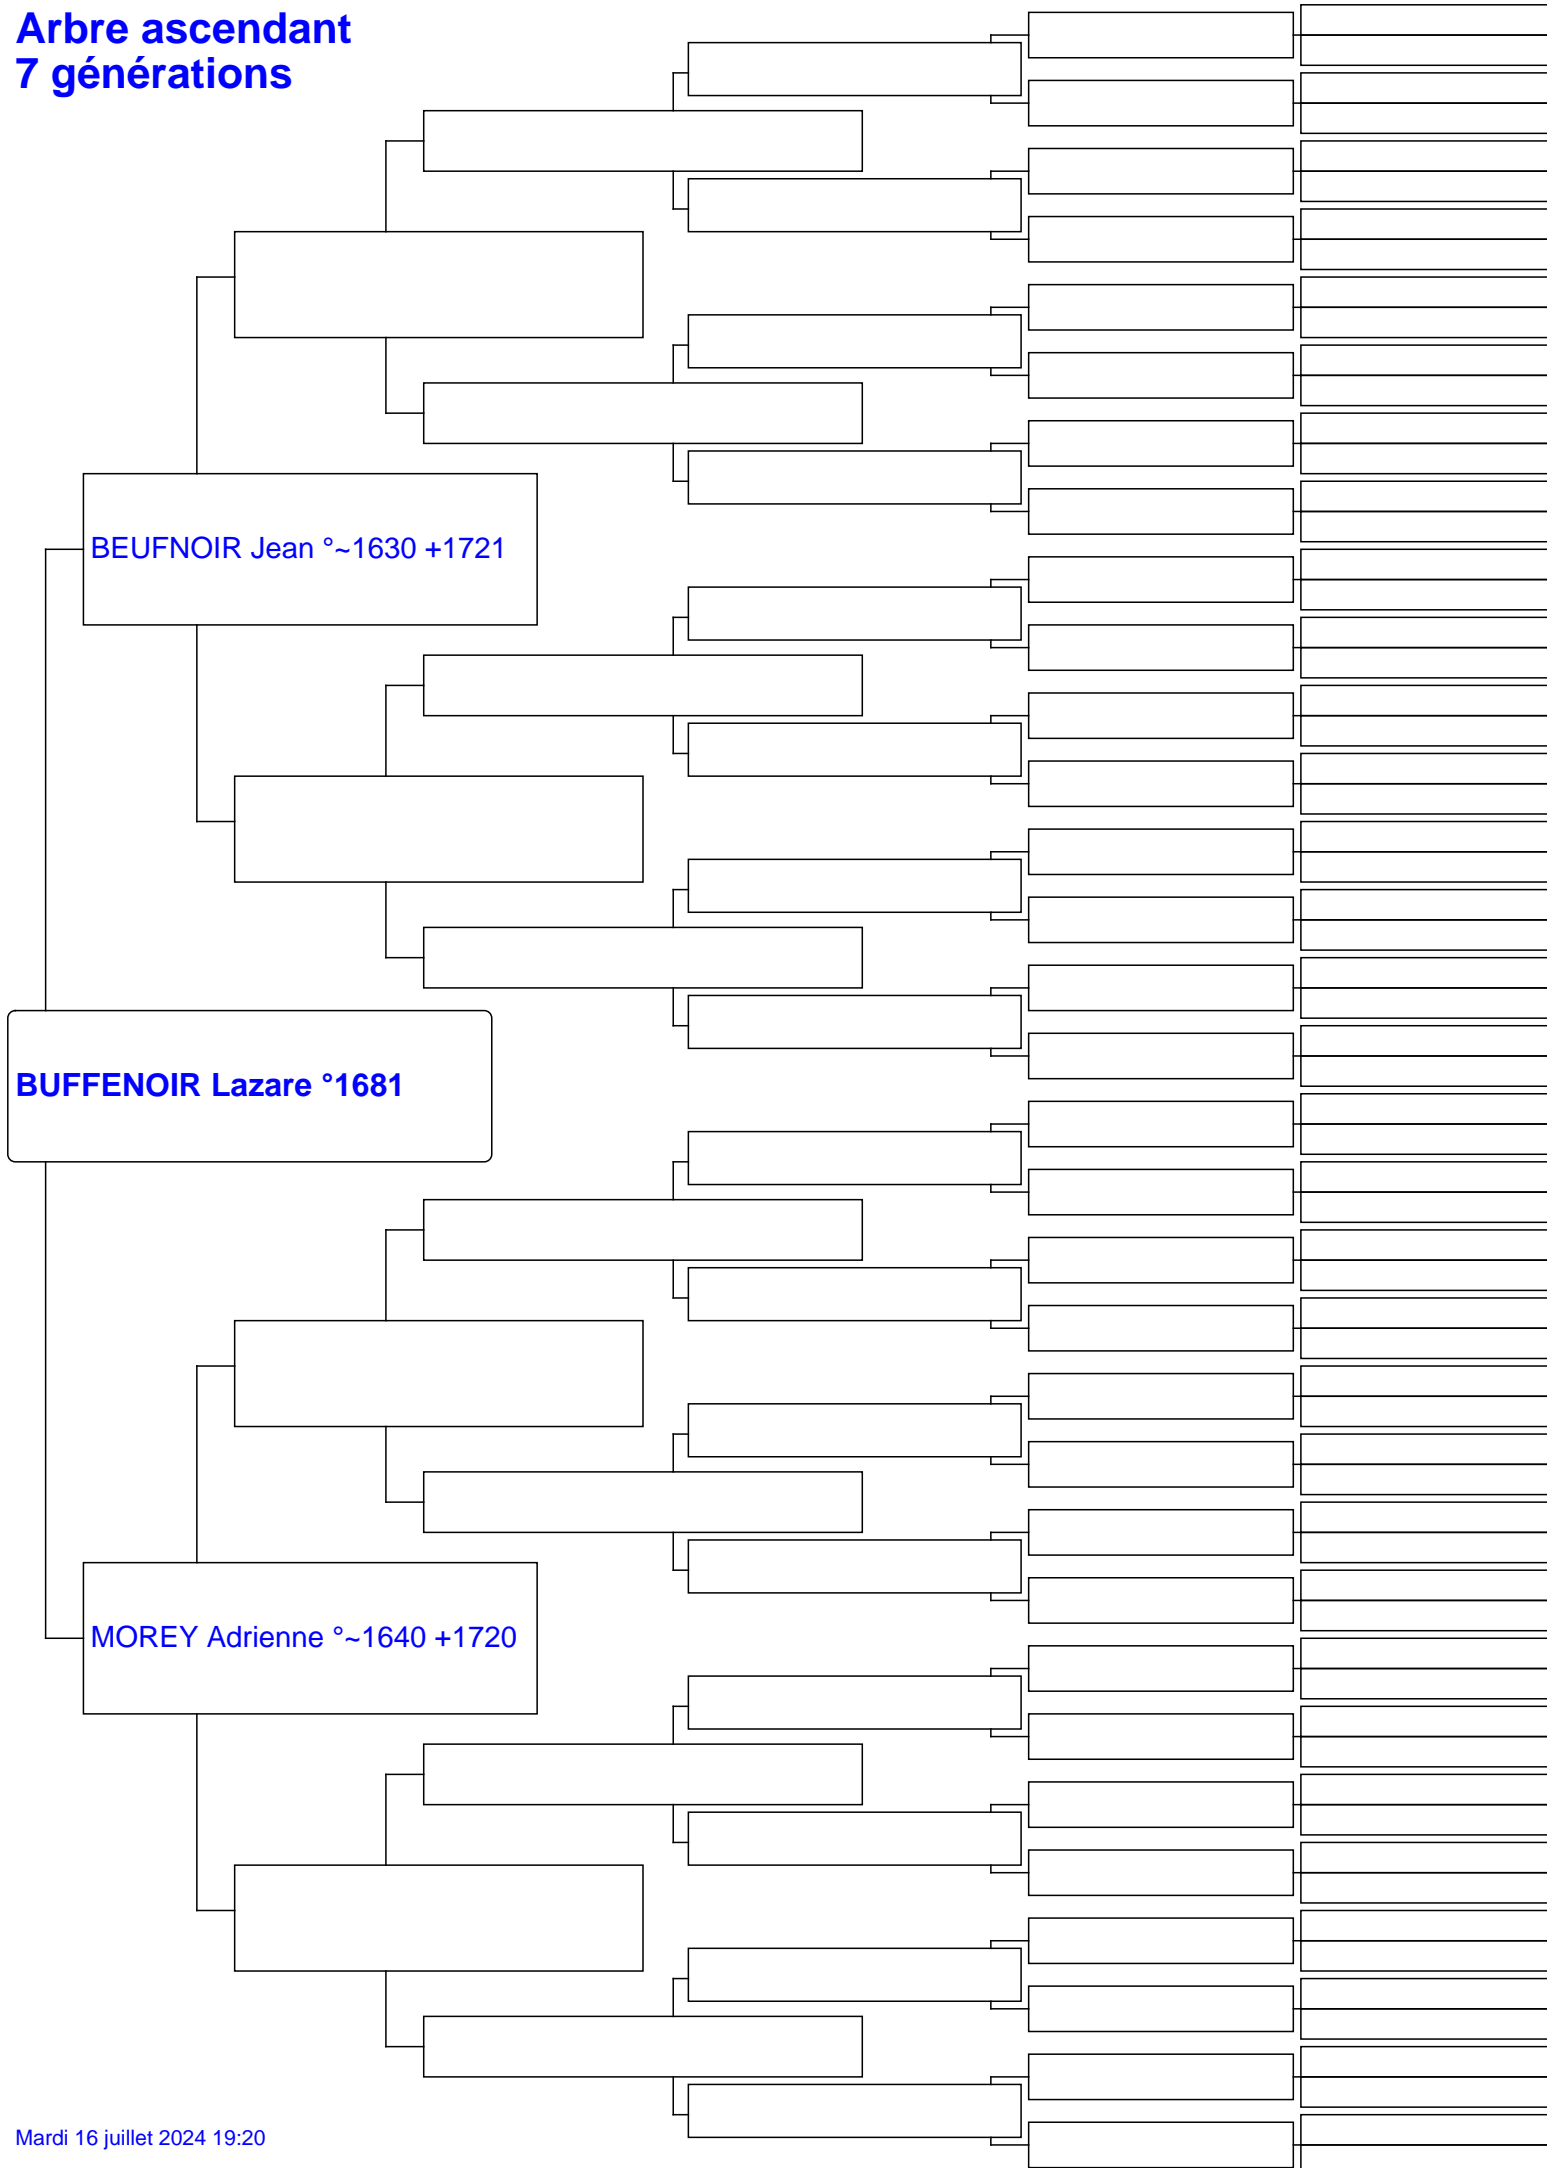 Arbre ascendant
7 générations
BEUFNOIR Jean °~1630 +1721
BUFFENOIR Lazare °1681
MOREY Adrienne °~1640 +1720
Mardi 16 juillet 2024 19:20